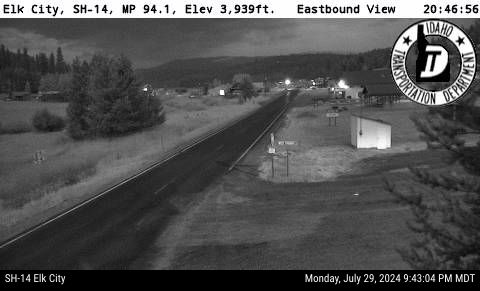 Elk City, SH-14, MP 94.1, Elev 3,939ft.   Eastbound View    20:46:56
IDAHO
TRANSPORTATION DEPARTMENT
SH-14 Elk City
Monday, July 29, 2024 9:43:04 PM MDT